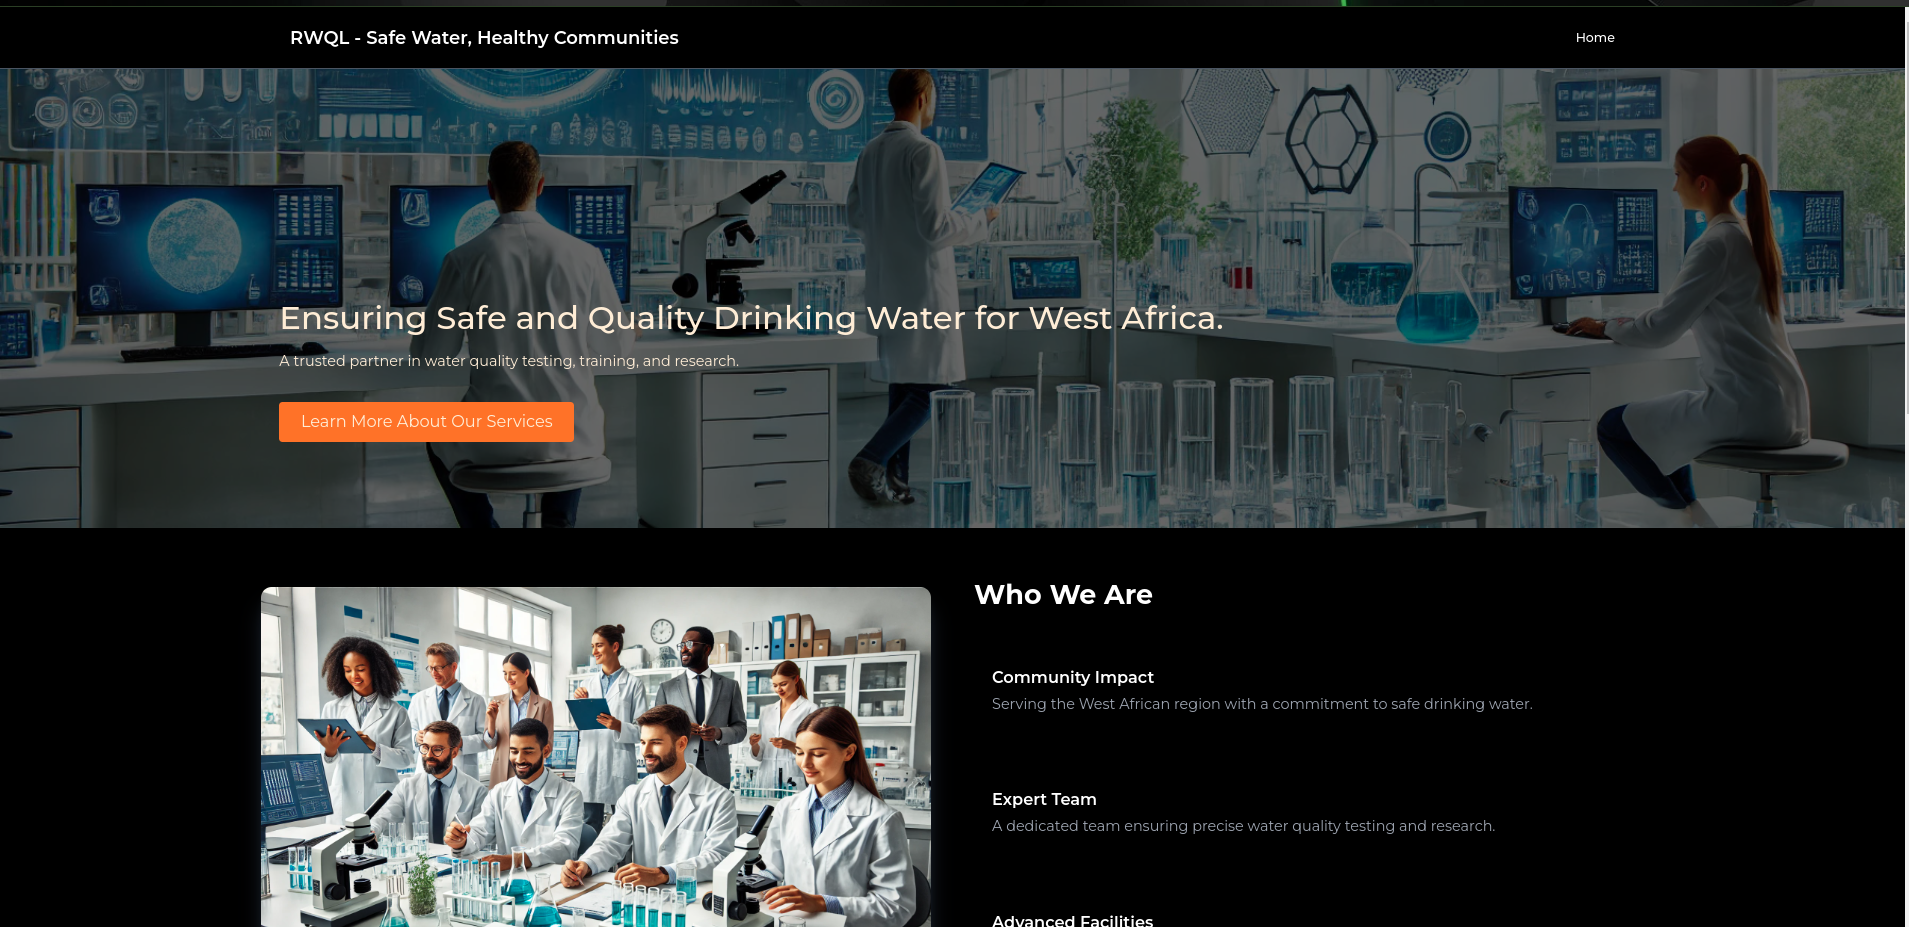 RWQL - Safe Water, Healthy Communities
Home
Ensuring Safe and Quality Drinking Water for West Africa.
A trusted partner in water quality testing, training, and research.
Learn More About Our Services
Who We Are
Community Impact
Serving the West African region with a commitment to safe drinking water.
Expert Team
A dedicated team ensuring precise water quality testing and research.
Advanced Facilities